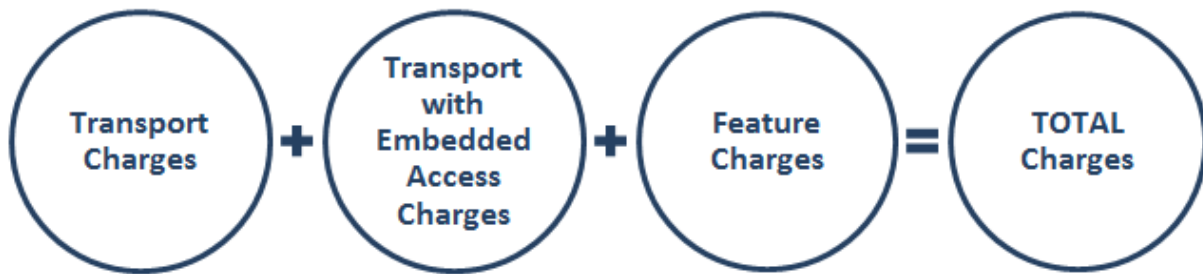 Transport
Charges
+
Transport
with
Embedded
Access
Charges
+
Feature
Charges
=
TOTAL
Charges